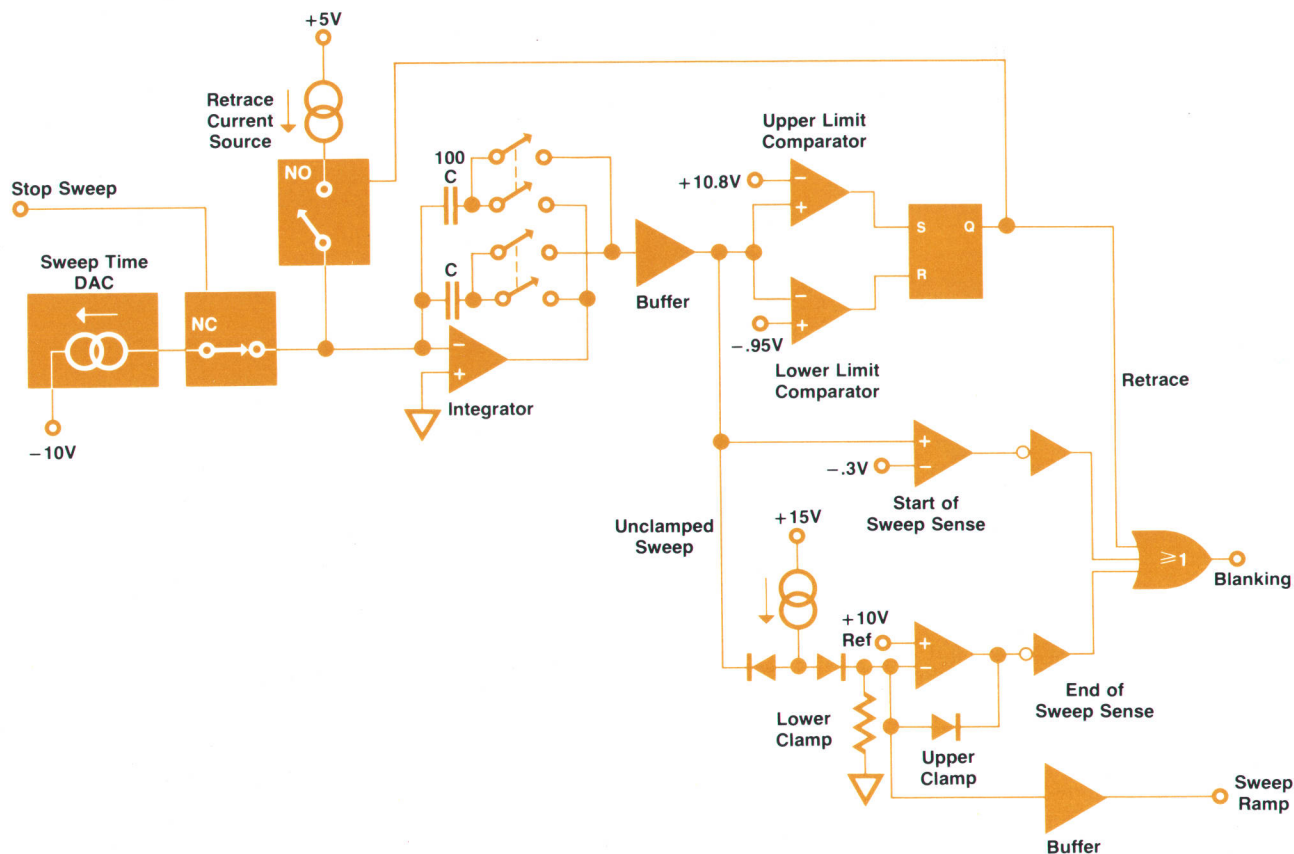 +5V
Retrace
Current
Source
Upper Limit
Comparator
100
C
NO
Stop Sweep
+10.8V
−
+
S
Q
Sweep Time
DAC
C
R
NC
Buffer
−
+
−.95V
Lower Limit
Comparator
Retrace
−
+
Integrator
−10V
+
−
−.3V
Start of
Sweep Sense
Unclamped
Sweep
+15V
≥1
Blanking
+10V
Ref
+
−
End of
Sweep Sense
Lower
Clamp
Upper
Clamp
Sweep
Ramp
Buffer